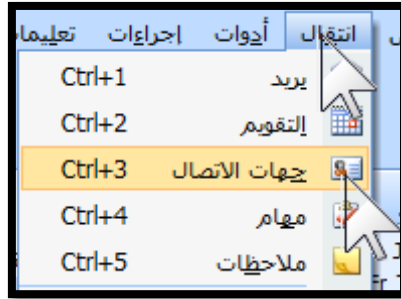 انتقال أدوات إجراءات تعليما
بريد Ctrl+1
التقويم Ctrl+2
جهات الاتصال Ctrl+3
مهام Ctrl+4
ملاحظات Ctrl+5